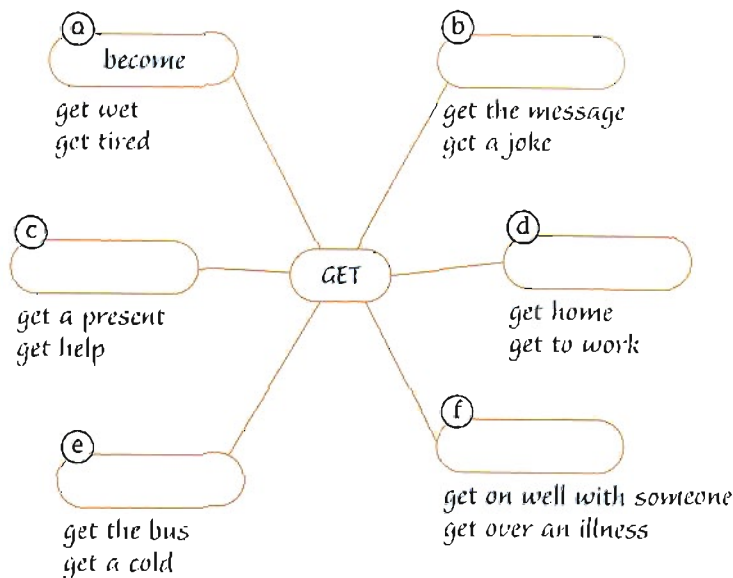 a
become
get wet
get tired
b
get the message
get a joke
c
get a present
get help
GET
d
get home
get to work
e
get the bus
get a cold
f
get on well with someone
get over an illness